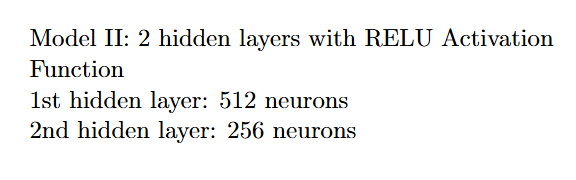 Model II: 2 hidden layers with RELU Activation
Function
1st hidden layer: 512 neurons
2nd hidden layer: 256 neurons